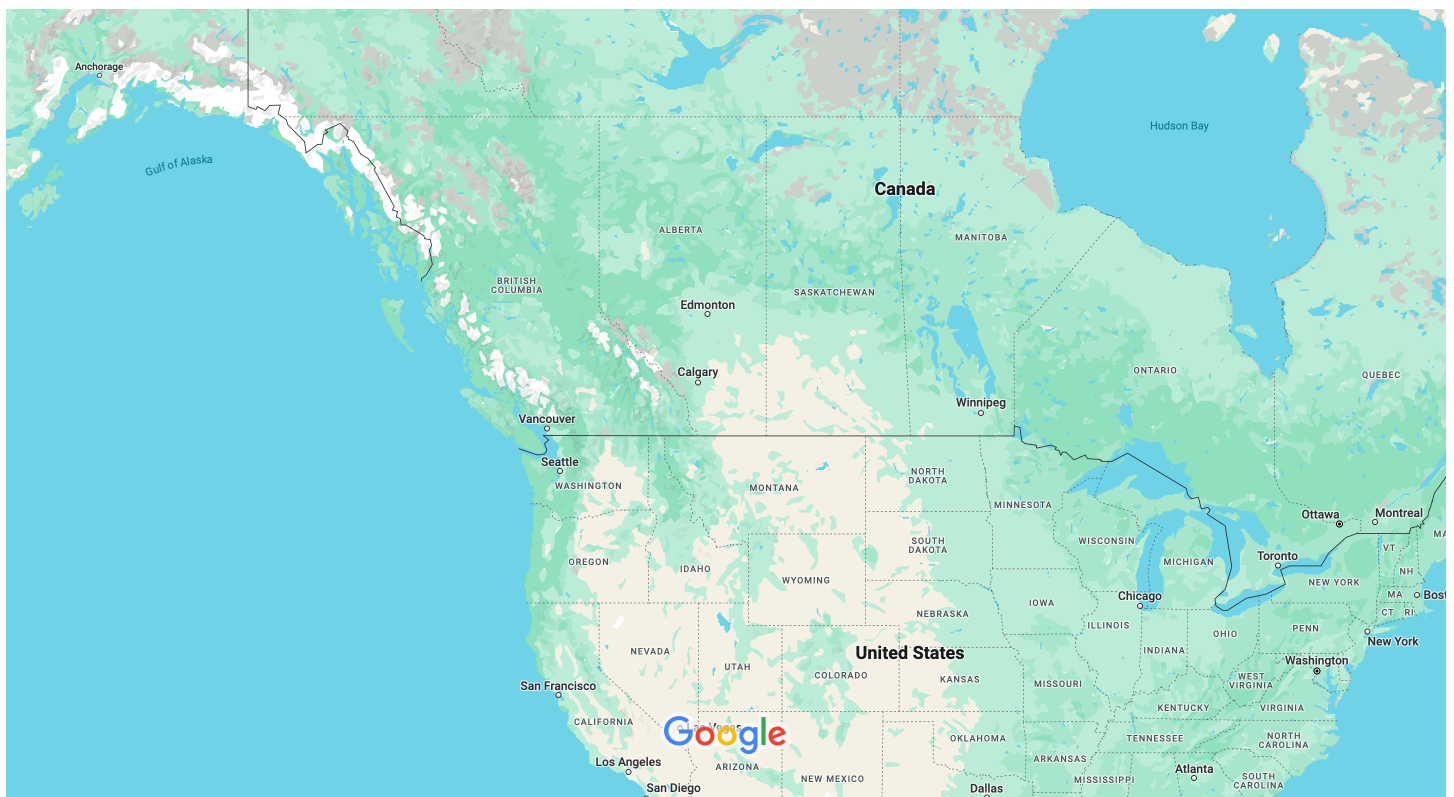 Anchorage
Gulf of Alaska
Hudson Bay
Canada
ALBERTA
MANITOBA
BRITISH
COLUMBIA
SASKATCHEWAN
Edmonton
Calgary
ONTARIO
QUEBEC
Winnipeg
Vancouver
Seattle
WASHINGTON
MONTANA
NORTH
DAKOTA
MINNESOTA
Ottawa
Montreal
WISCONSIN
SOUTH
DAKOTA
MA
VT
OREGON
IDAHO
WYOMING
MICHIGAN
Toronto
NEW YORK
NH
Chicago
IOWA
NEBRASKA
MA
Bost
CT
RI
ILLINOIS
OHIO
PENN
New York
NEVADA
UTAH
United States
INDIANA
Washington
COLORADO
KANSAS
MISSOURI
WEST
VIRGINIA
San Francisco
CALIFORNIA
Las Vegas
Google
KENTUCKY
VIRGINIA
OKLAHOMA
TENNESSEE
NORTH
CAROLINA
Los Angeles
ARIZONA
NEW MEXICO
ARKANSAS
MISSISSIPPI
Atlanta
SOUTH
CAROLINA
San Diego
Dallas